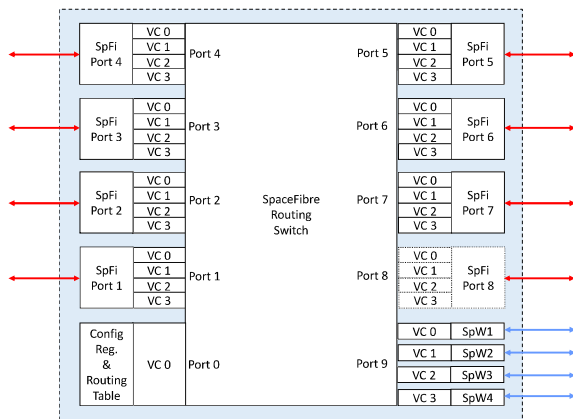 SpFi
Port 4
VC 0
VC 1
VC 2
VC 3
Port 4
SpFi
Port 3
VC 0
VC 1
VC 2
VC 3
Port 3
SpFi
Port 2
VC 0
VC 1
VC 2
VC 3
Port 2
SpFi
Port 1
VC 0
VC 1
VC 2
VC 3
Port 1
Config
Reg.
&
Routing
Table
VC 0
Port 0
SpaceFibre
Routing
Switch
Port 5
VC 0
VC 1
VC 2
VC 3
SpFi
Port 5
Port 6
VC 0
VC 1
VC 2
VC 3
SpFi
Port 6
Port 7
VC 0
VC 1
VC 2
VC 3
SpFi
Port 7
Port 8
VC 0
VC 1
VC 2
VC 3
SpFi
Port 8
Port 9
VC 0 SpW1
VC 1 SpW2
VC 2 SpW3
VC 3 SpW4